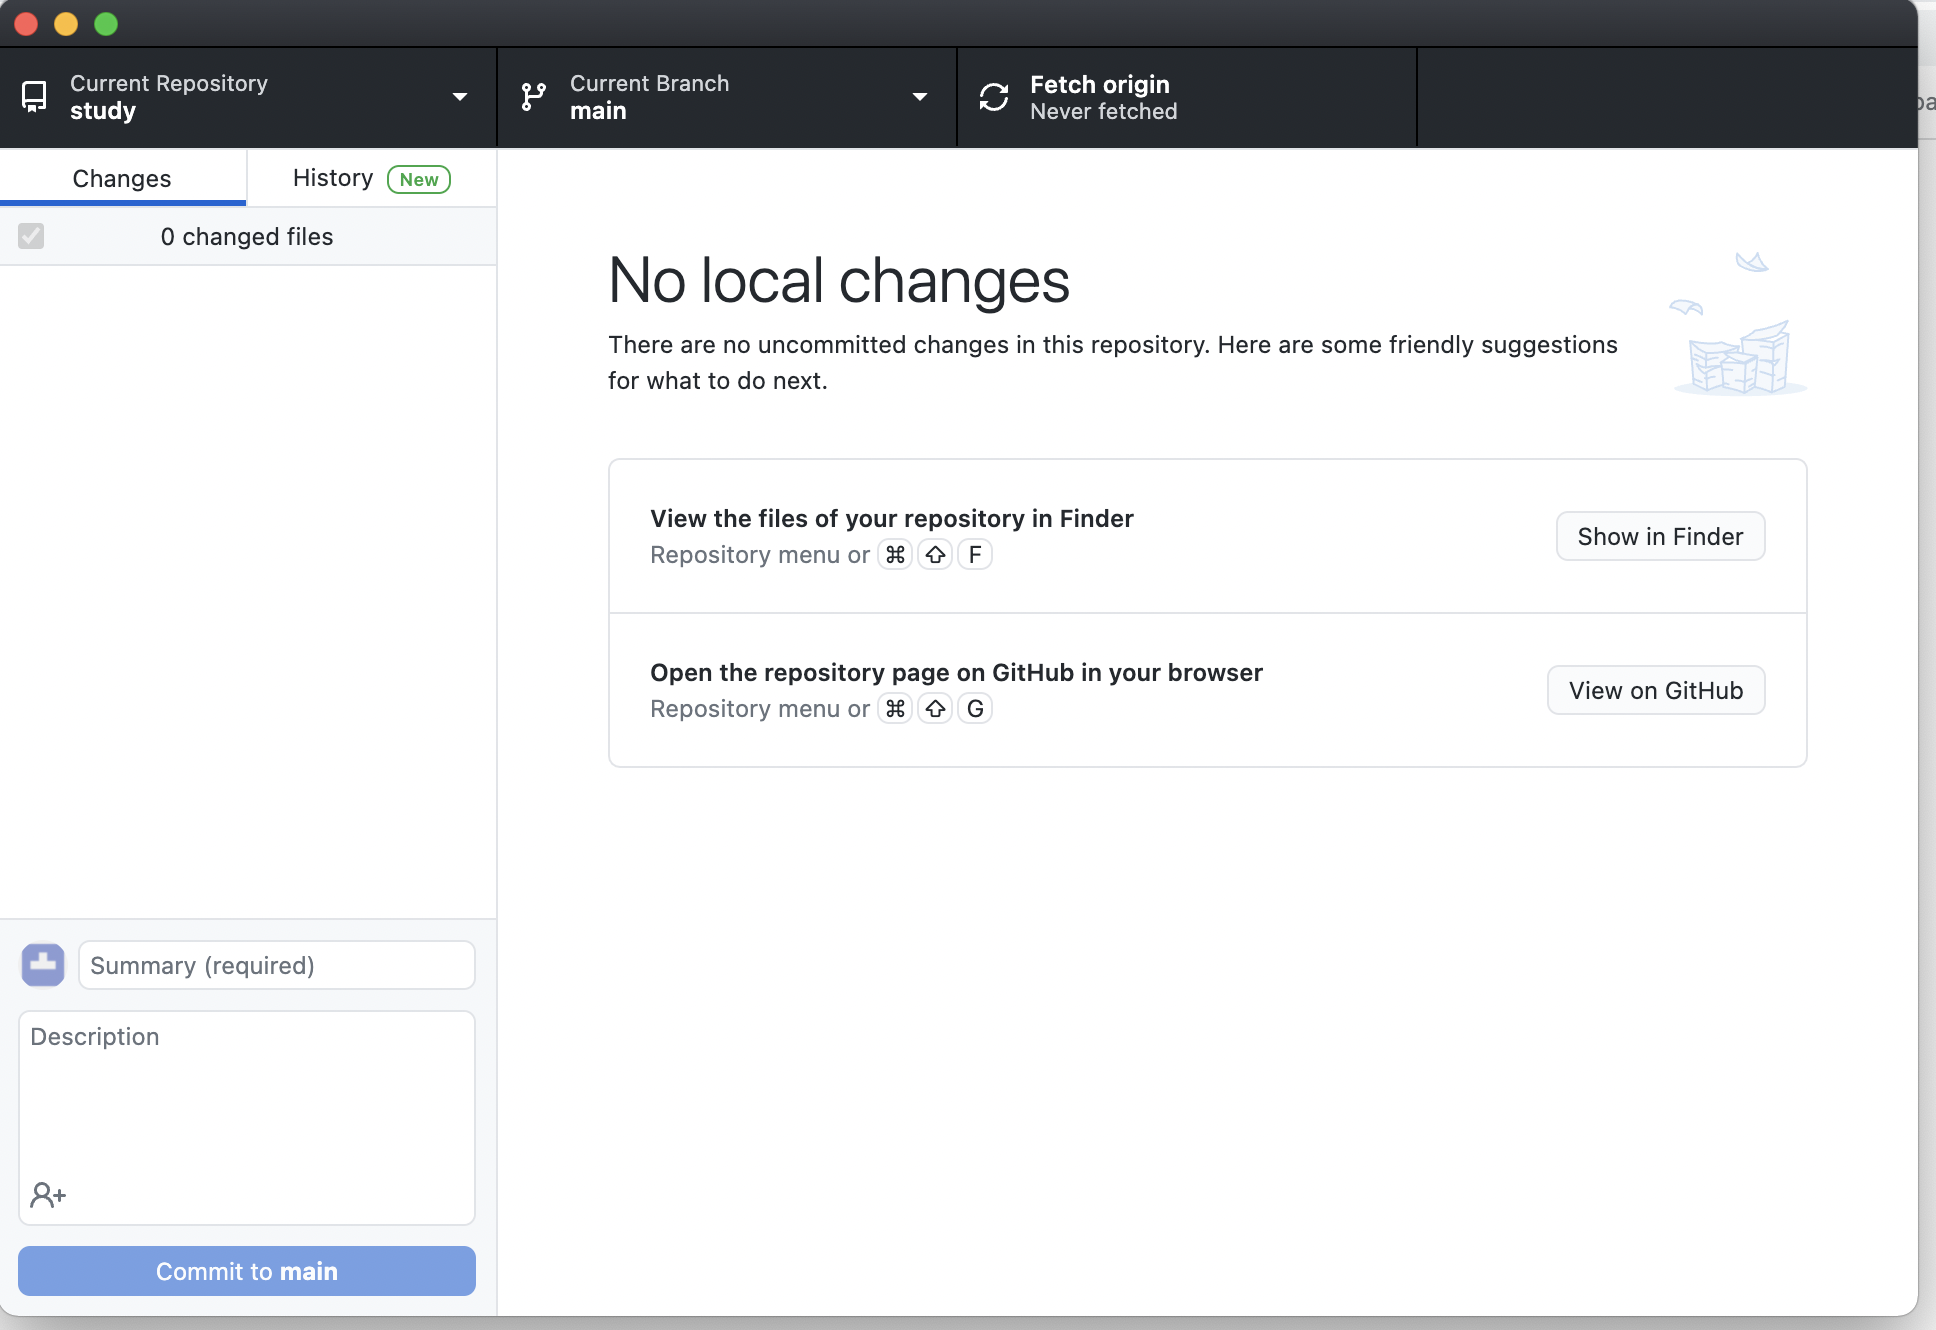 Current Repository
study
Current Branch
main
Fetch origin
Never fetched
Changes
History New
0 changed files
No local changes
There are no uncommitted changes in this repository. Here are some friendly suggestions
for what to do next.
View the files of your repository in Finder
Repository menu or ⌘ ⇧ F
Show in Finder
Open the repository page on GitHub in your browser
Repository menu or ⌘ ⇧ G
View on GitHub
Summary (required)
Description
Commit to main